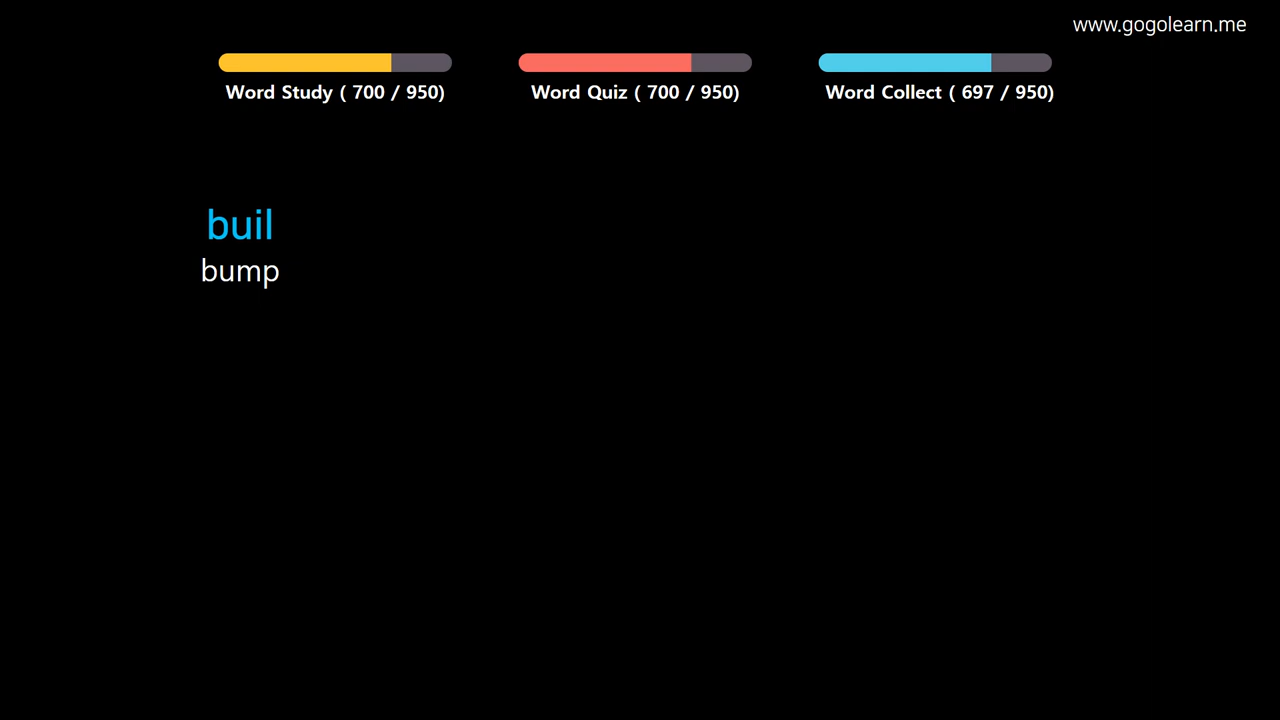 www.gogolearn.me
Word Study ( 700 / 950)
Word Quiz ( 700 / 950)
Word Collect ( 697 / 950)
buil
bump